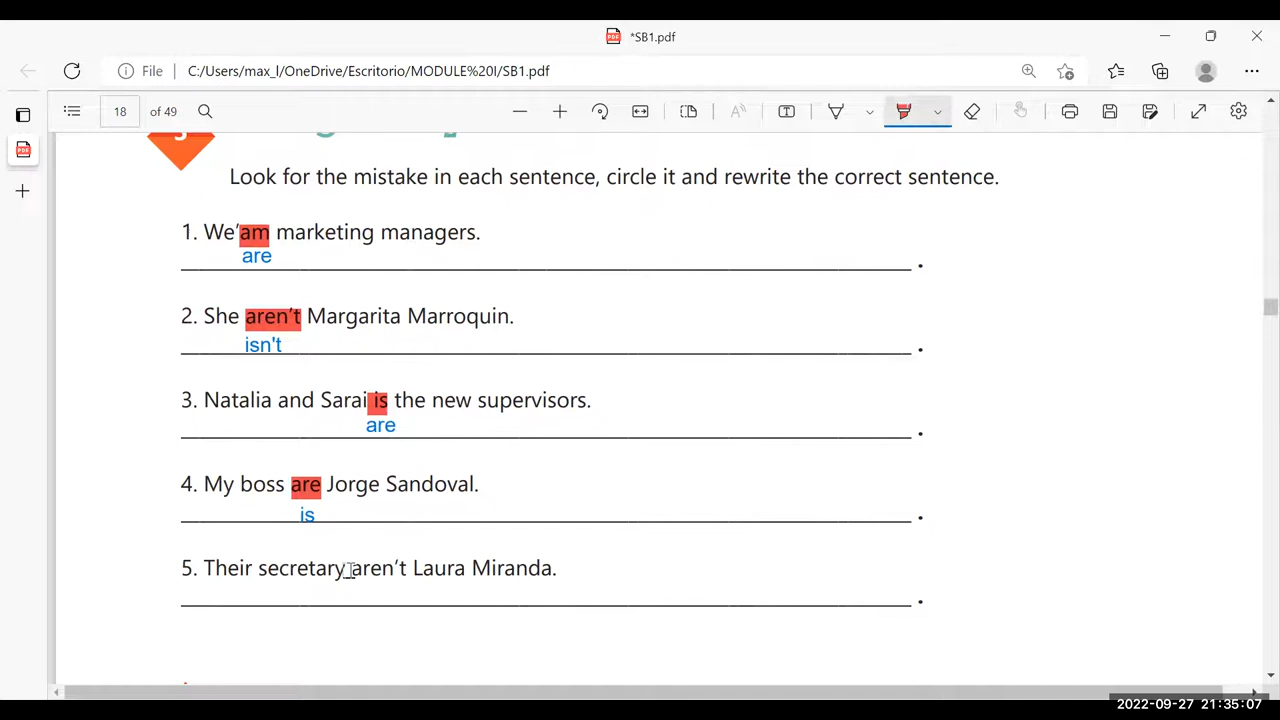 *SB1.pdf
File | C:/Users/max_l/OneDrive/Escritorio/MODULE%20I/SB1.pdf
18 of 49
Look for the mistake in each sentence, circle it and rewrite the correct sentence.
1. We'am marketing managers.
are
2. She aren't Margarita Marroquin.
isn't
3. Natalia and Sarai is the new supervisors.
are
4. My boss are Jorge Sandoval.
is
5. Their secretary aren't Laura Miranda.
2022-09-27 21:35:07